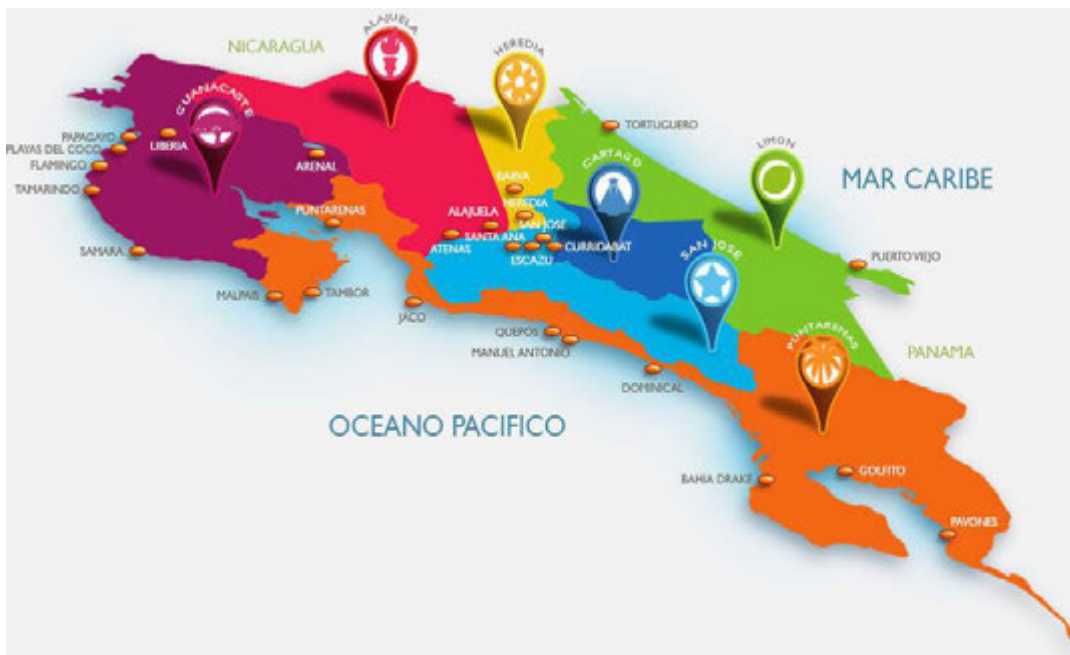 ALAJUELA
NICARAGUA
HEREDIA
GUANACASTE
PAPAGAYO
LIBERIA
PLAYAS DEL COCO
FLAMINGO
ARENAL
TAMARINDO
TORTUGUERO
CARTAGO
LIMON
MAR CARIBE
BARVA
HEREDIA
PUNTARENAS
ALAJUELA
SAN JOSE
SANTA ANA
ATENAS
ESCAZU
CURRIDABAT
SAMARA
SAN JOSE
PUERTO VIEJO
MALPAIS
TAMBOR
JACO
QUEPOS
MANUEL ANTONIO
PUNTARENAS
PANAMA
DOMINICAL
OCEANO PACIFICO
BAHIA DRAKE
GOLFITO
PAVONES